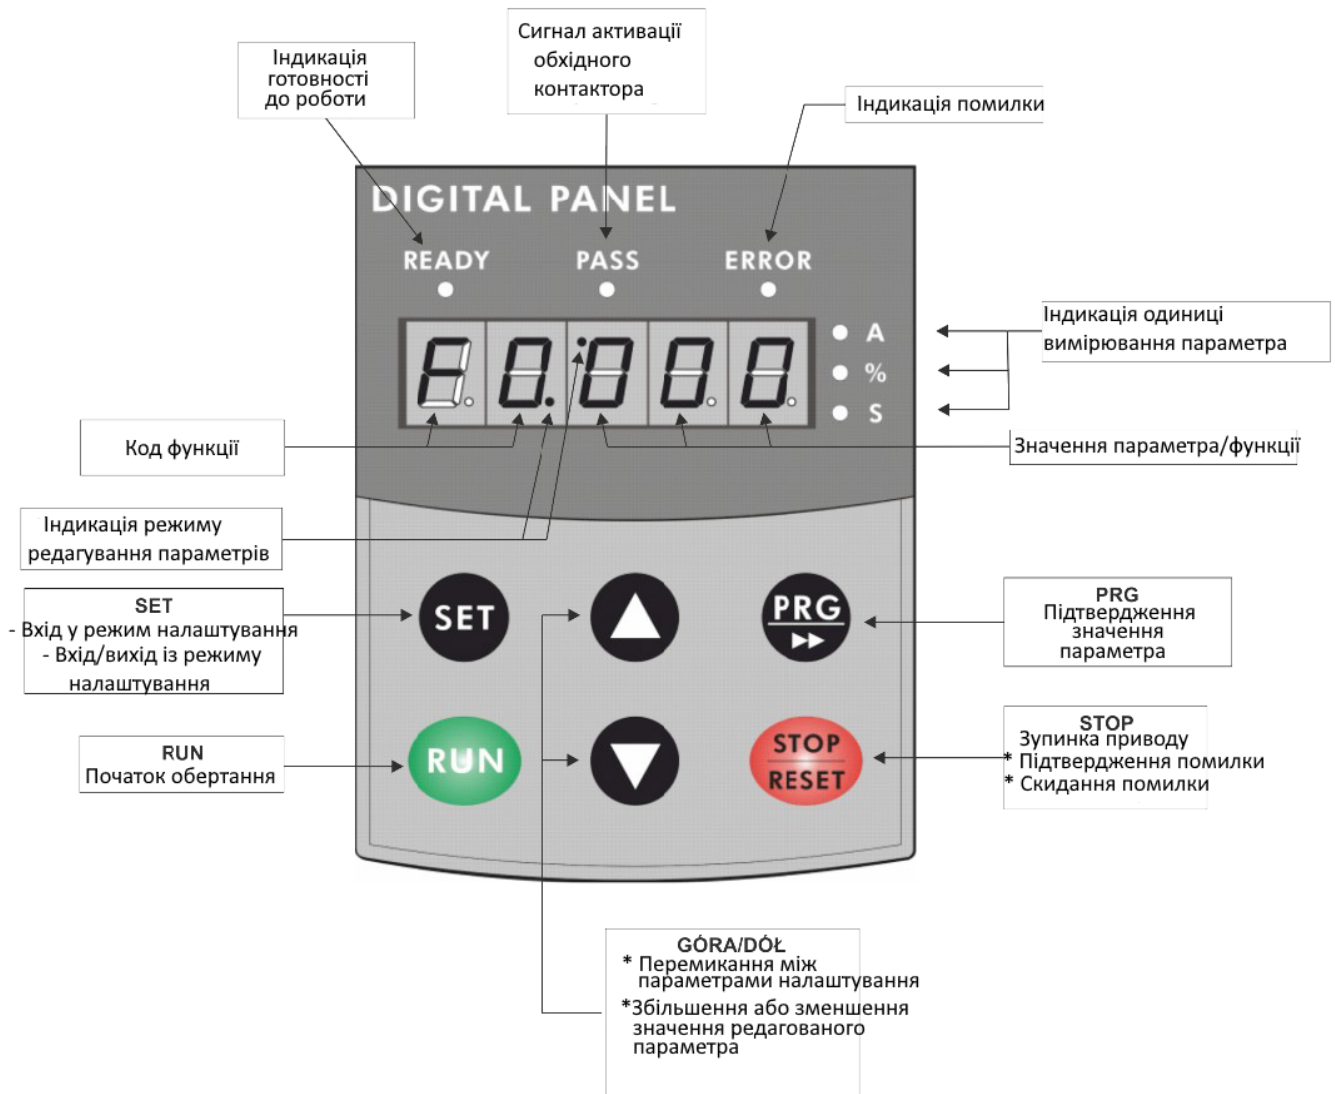 Сигнал активації
обхідного
контактора
Індикація
готовності
до роботи
Індикація помилки
DIGITAL PANEL
READY PASS ERROR
F0.000
A
%
S
Індикація одиниці
вимірювання параметра
Код функції
Значення параметра/функції
Індикація режиму
редагування параметрів
SET
- Вхід у режим налаштування
- Вхід/вихід із режиму
налаштування
SET
PRG
PRG
Підтвердження
значення
параметра
RUN
Початок обертання
RUN
STOP
RESET
STOP
Зупинка приводу
* Підтвердження помилки
* Скидання помилки
GÓRA/DÓŁ
* Перемикання між
параметрами налаштування
*Збільшення або зменшення
значення редагованого
параметра